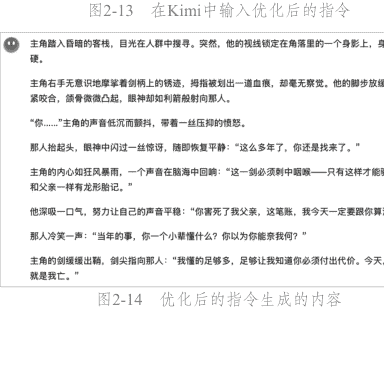 图2-13 在Kimi中输入优化后的指令
主角踏入昏暗的客栈，目光在人群中搜寻。突然，他的视线锁定在角落里的一个身影上，身
硬。
主角右手无意识地摩挲着剑柄上的锈迹，拇指被划出一道血痕，却毫无察觉。他的脚步放缓
紧咬合，颌骨微微凸起，眼神却如利箭般射向那人。
“你……”主角的声音低沉而颤抖，带着一丝压抑的愤怒。
那人抬起头，眼神中闪过一丝惊讶，随即恢复平静：“这么多年了，你还是找来了。”
主角的内心如狂风暴雨，一个声音在脑海中回响：“这一剑必须刺中咽喉——只有这样才能
和父亲一样有龙形胎记。”
他深吸一口气，努力让自己的声音平稳：“你害死了我父亲，这笔账，我今天一定要跟你算
那人冷笑一声：“当年的事，你一个小辈懂什么？你以为你能奈我何？”
主角的剑缓缓出鞘，剑尖指向那人：“我懂的足够多，足够让我知道你必须付出代价。今天，
就是我亡。”
图2-14 优化后的指令生成的内容